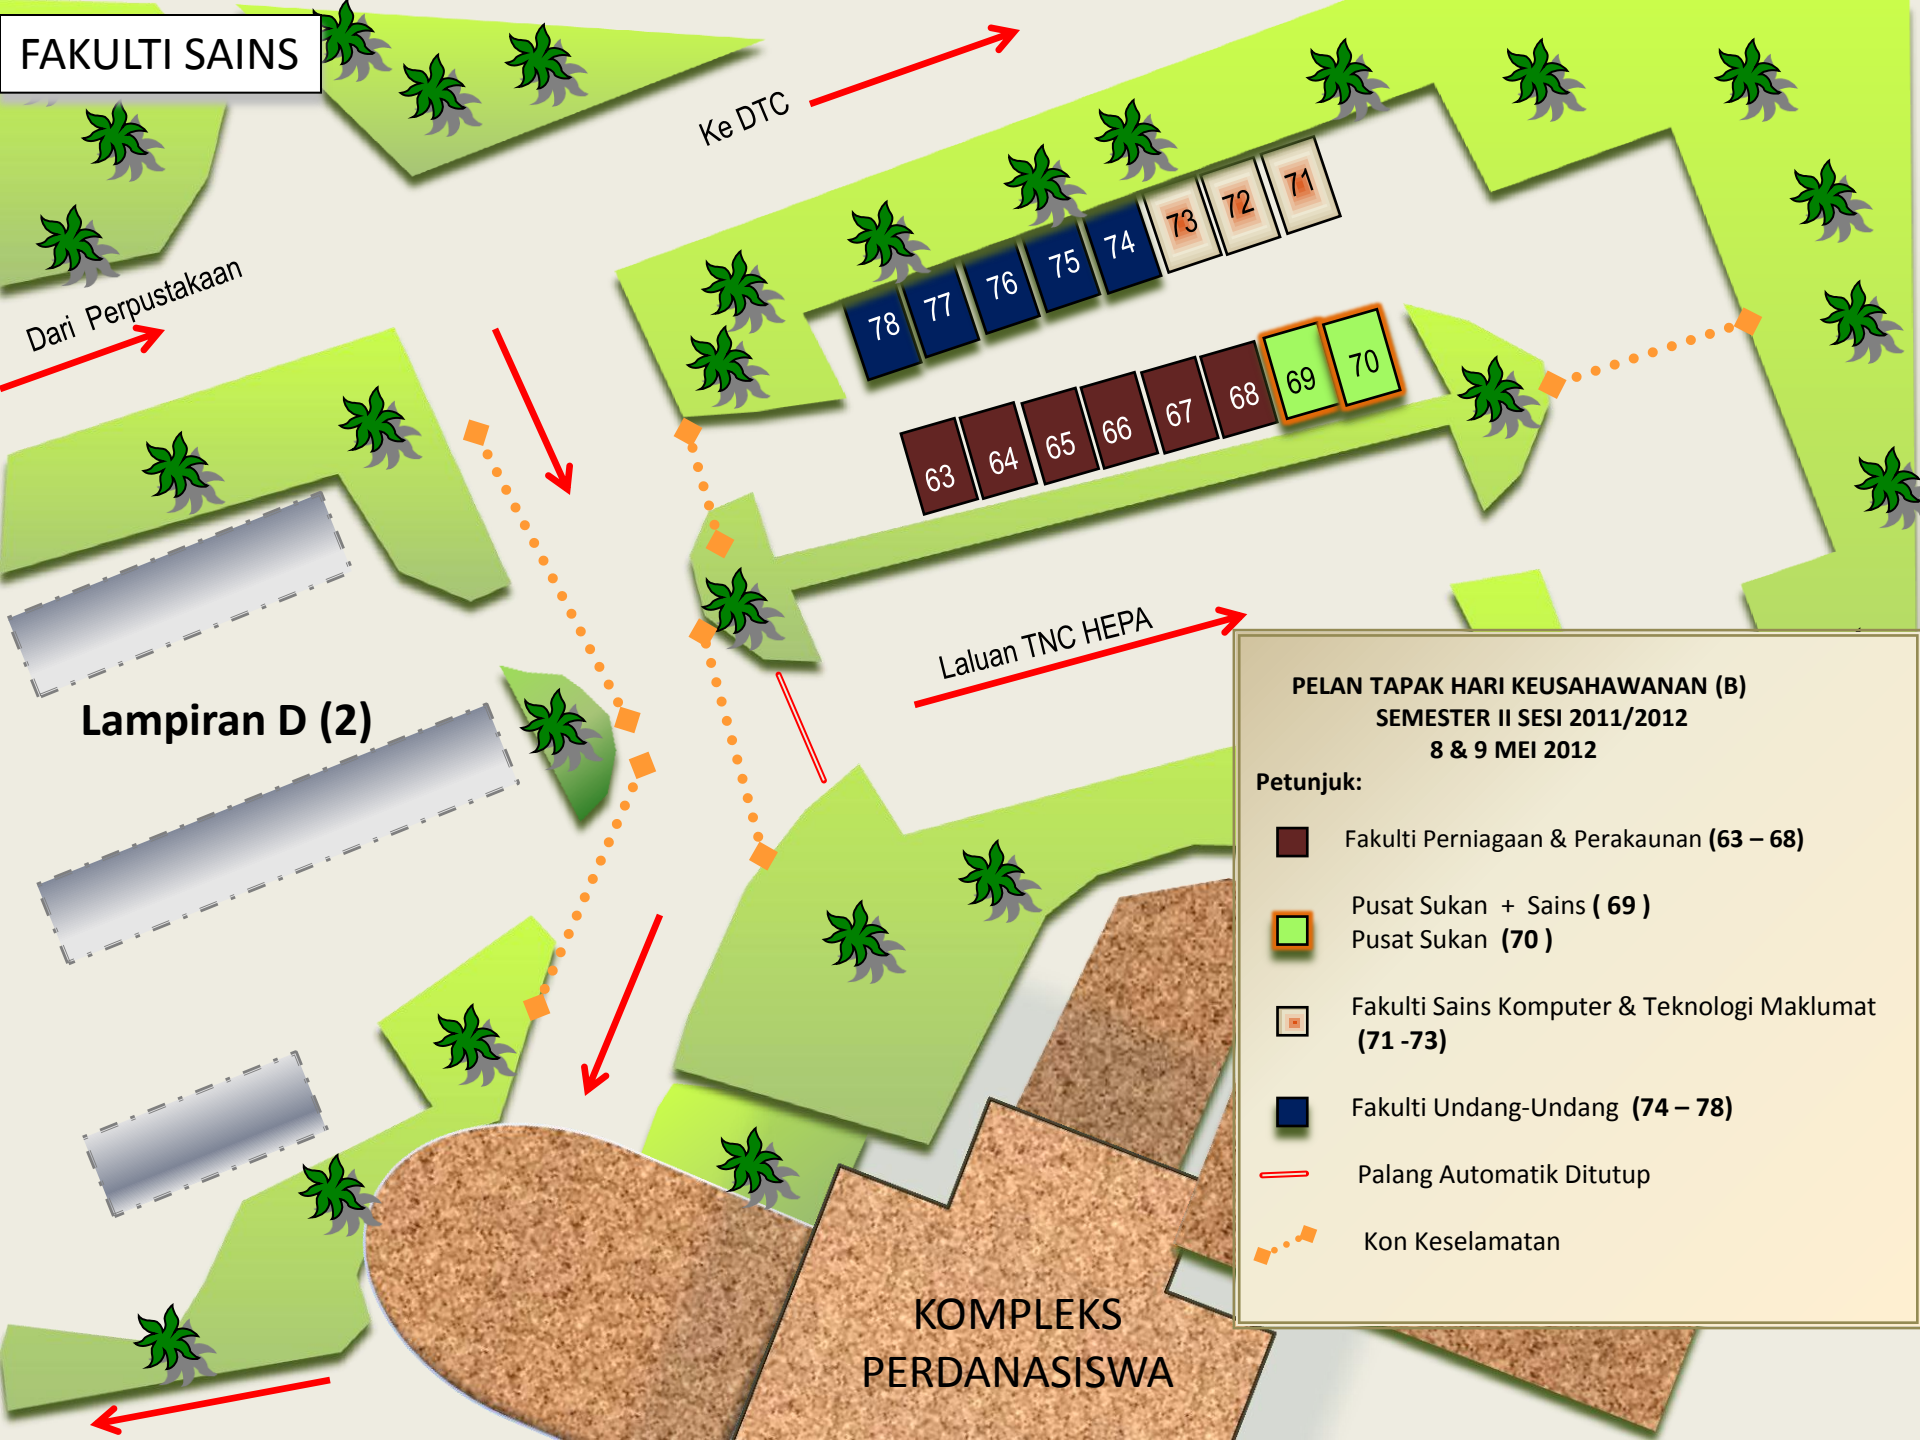 FAKULTI SAINS
Ke DTC
Dari Perpustakaan
78 77 76 75 74 73 72 71
63 64 65 66 67 68 69 70
Laluan TNC HEPA
Lampiran D (2)
PELAN TAPAK HARI KEUSAHAWANAN (B)
SEMESTER II SESI 2011/2012
8 & 9 MEI 2012
Petunjuk:
Fakulti Perniagaan & Perakaunan (63 – 68)
Pusat Sukan + Sains ( 69 )
Pusat Sukan (70 )
Fakulti Sains Komputer & Teknologi Maklumat
(71 -73)
Fakulti Undang-Undang (74 – 78)
Palang Automatik Ditutup
Kon Keselamatan
KOMPLEKS
PERDANASISWA